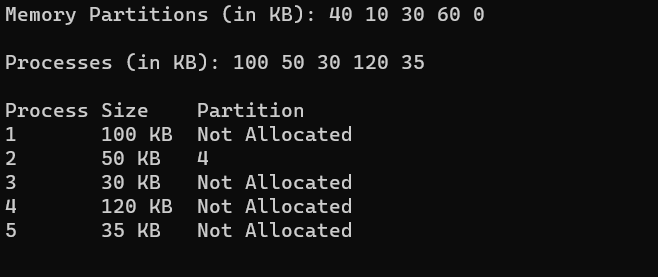 Memory Partitions (in KB): 40 10 30 60 0
Processes (in KB): 100 50 30 120 35
Process Size Partition
1 100 KB Not Allocated
2 50 KB 4
3 30 KB Not Allocated
4 120 KB Not Allocated
5 35 KB Not Allocated